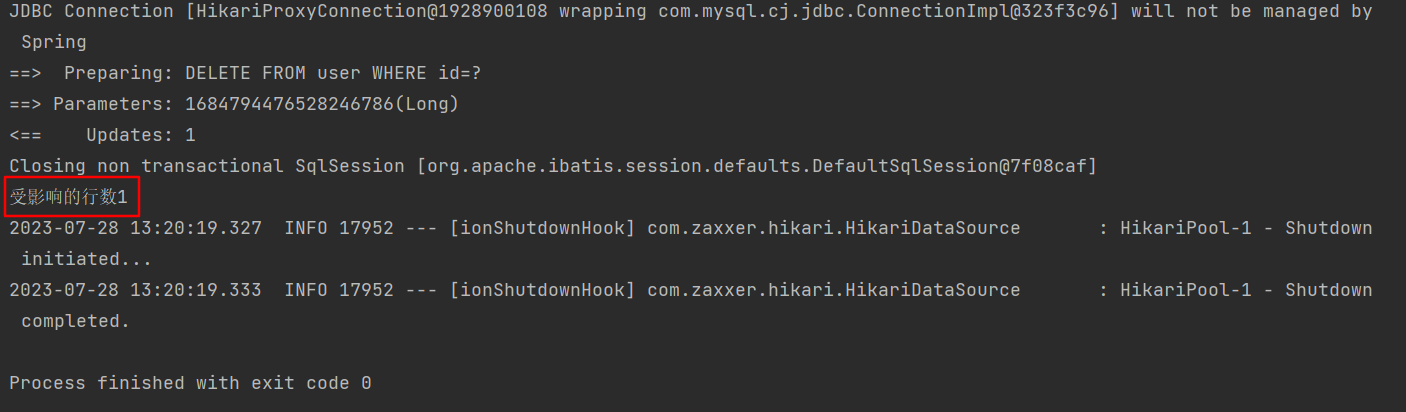 JDBC Connection [HikariProxyConnection@1928900108 wrapping com.mysql.cj.jdbc.ConnectionImpl@323f3c96] will not be managed by
 Spring
==>  Preparing: DELETE FROM user WHERE id=?
==> Parameters: 1684794476528246786(Long)
<==    Updates: 1
Closing non transactional SqlSession [org.apache.ibatis.session.defaults.DefaultSqlSession@7f08caf]
受影响的行数1
2023-07-28 13:20:19.327  INFO 17952 --- [ionShutdownHook] com.zaxxer.hikari.HikariDataSource       : HikariPool-1 - Shutdown
 initiated...
2023-07-28 13:20:19.333  INFO 17952 --- [ionShutdownHook] com.zaxxer.hikari.HikariDataSource       : HikariPool-1 - Shutdown
 completed.
Process finished with exit code 0